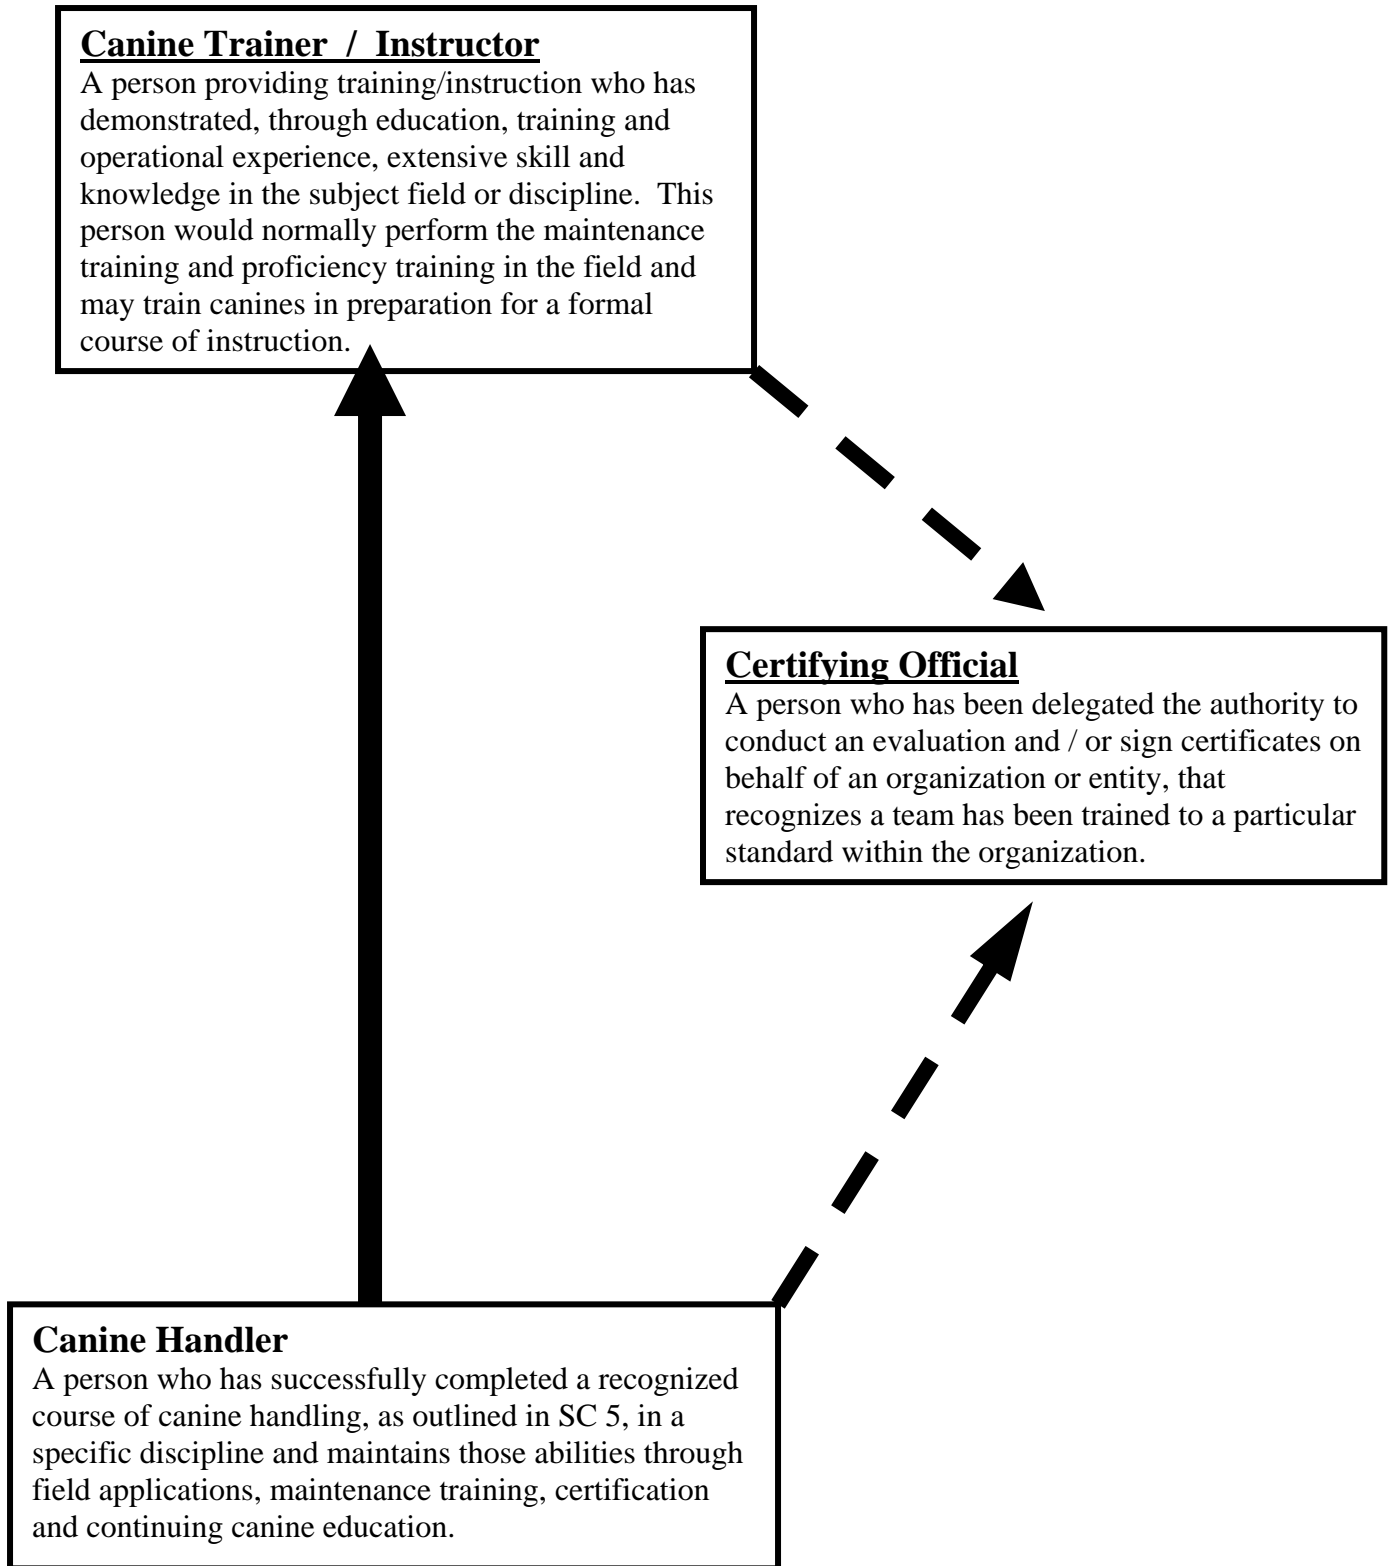 Canine Trainer / Instructor
A person providing training/instruction who has
demonstrated, through education, training and
operational experience, extensive skill and
knowledge in the subject field or discipline.  This
person would normally perform the maintenance
training and proficiency training in the field and
may train canines in preparation for a formal
course of instruction.
Certifying Official
A person who has been delegated the authority to
conduct an evaluation and / or sign certificates on
behalf of an organization or entity, that
recognizes a team has been trained to a particular
standard within the organization.
Canine Handler
A person who has successfully completed a recognized
course of canine handling, as outlined in SC 5, in a
specific discipline and maintains those abilities through
field applications, maintenance training, certification
and continuing canine education.